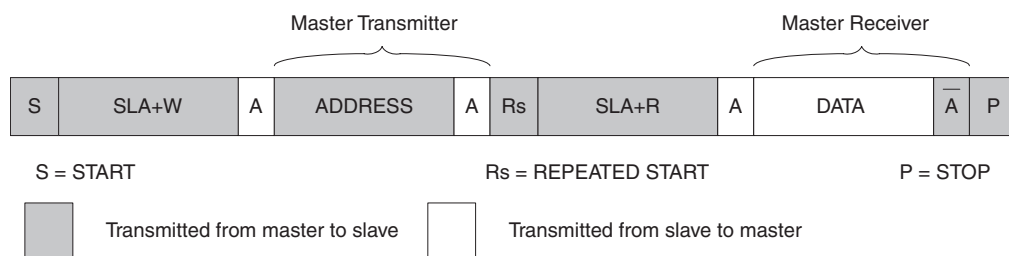 Master Transmitter Master Receiver
S SLA+W A ADDRESS A Rs SLA+R A DATA A̅ P
S = START Rs = REPEATED START P = STOP
Transmitted from master to slave Transmitted from slave to master